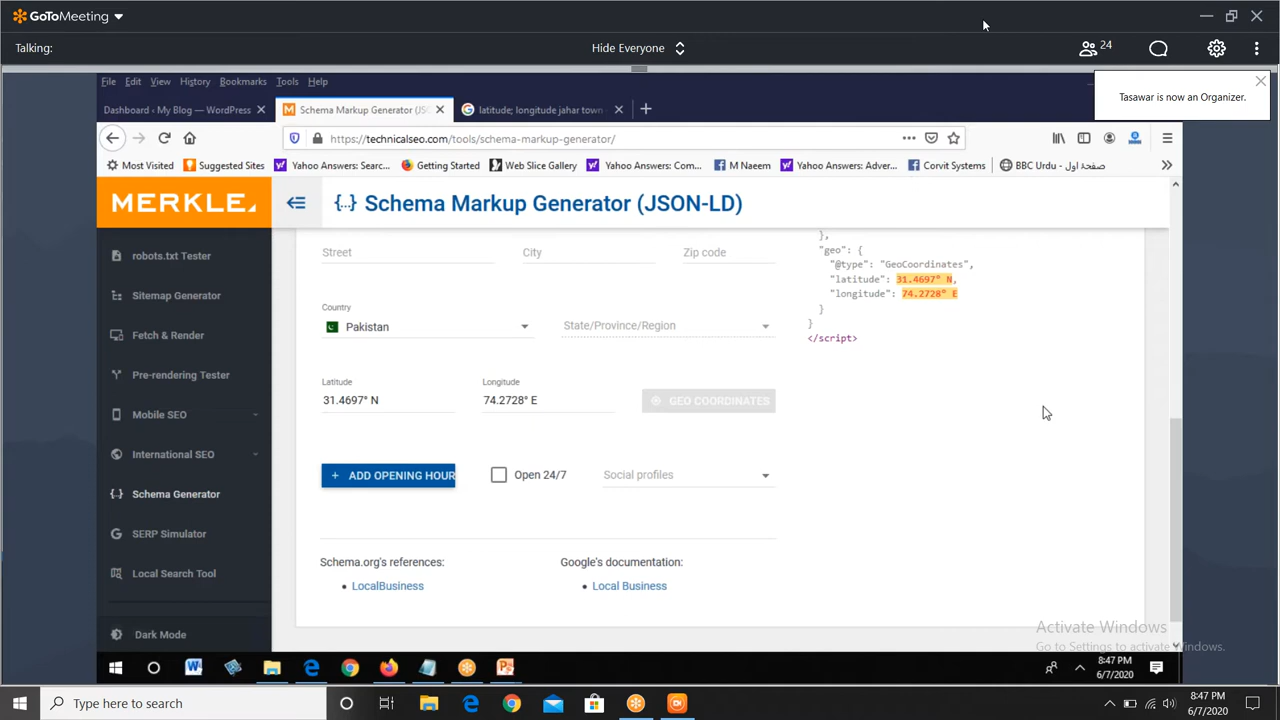 GoToMeeting
Talking:
Hide Everyone
24
Tasawar is now an Organizer.
File Edit View History Bookmarks Tools Help
Dashboard ‹ My Blog — WordPress
Schema Markup Generator (JSO
latitude; longitude jahar town -
https://technicalseo.com/tools/schema-markup-generator/
Most Visited
Suggested Sites
Yahoo Answers: Searc...
Getting Started
Web Slice Gallery
Yahoo Answers: Com...
M Naeem
Yahoo Answers: Adver...
Corvit Systems
صفحۂ اول - BBC Urdu
MERKLE
{...} Schema Markup Generator (JSON-LD)
robots.txt Tester
Sitemap Generator
Fetch & Render
Pre-rendering Tester
Mobile SEO
International SEO
{··} Schema Generator
SERP Simulator
Local Search Tool
Dark Mode
Street
City
Zip code
Country
Pakistan
State/Province/Region
Latitude
31.4697° N
Longitude
74.2728° E
GEO COORDINATES
+ ADD OPENING HOUR
Open 24/7
Social profiles
Schema.org's references:
• LocalBusiness
Google's documentation:
• Local Business
},
"geo": {
"@type": "GeoCoordinates",
"latitude": 31.4697° N,
"longitude": 74.2728° E
}
}
</script>
Activate Windows
Go to Settings to activate Windows.
8:47 PM
6/7/2020
Type here to search
8:47 PM
6/7/2020